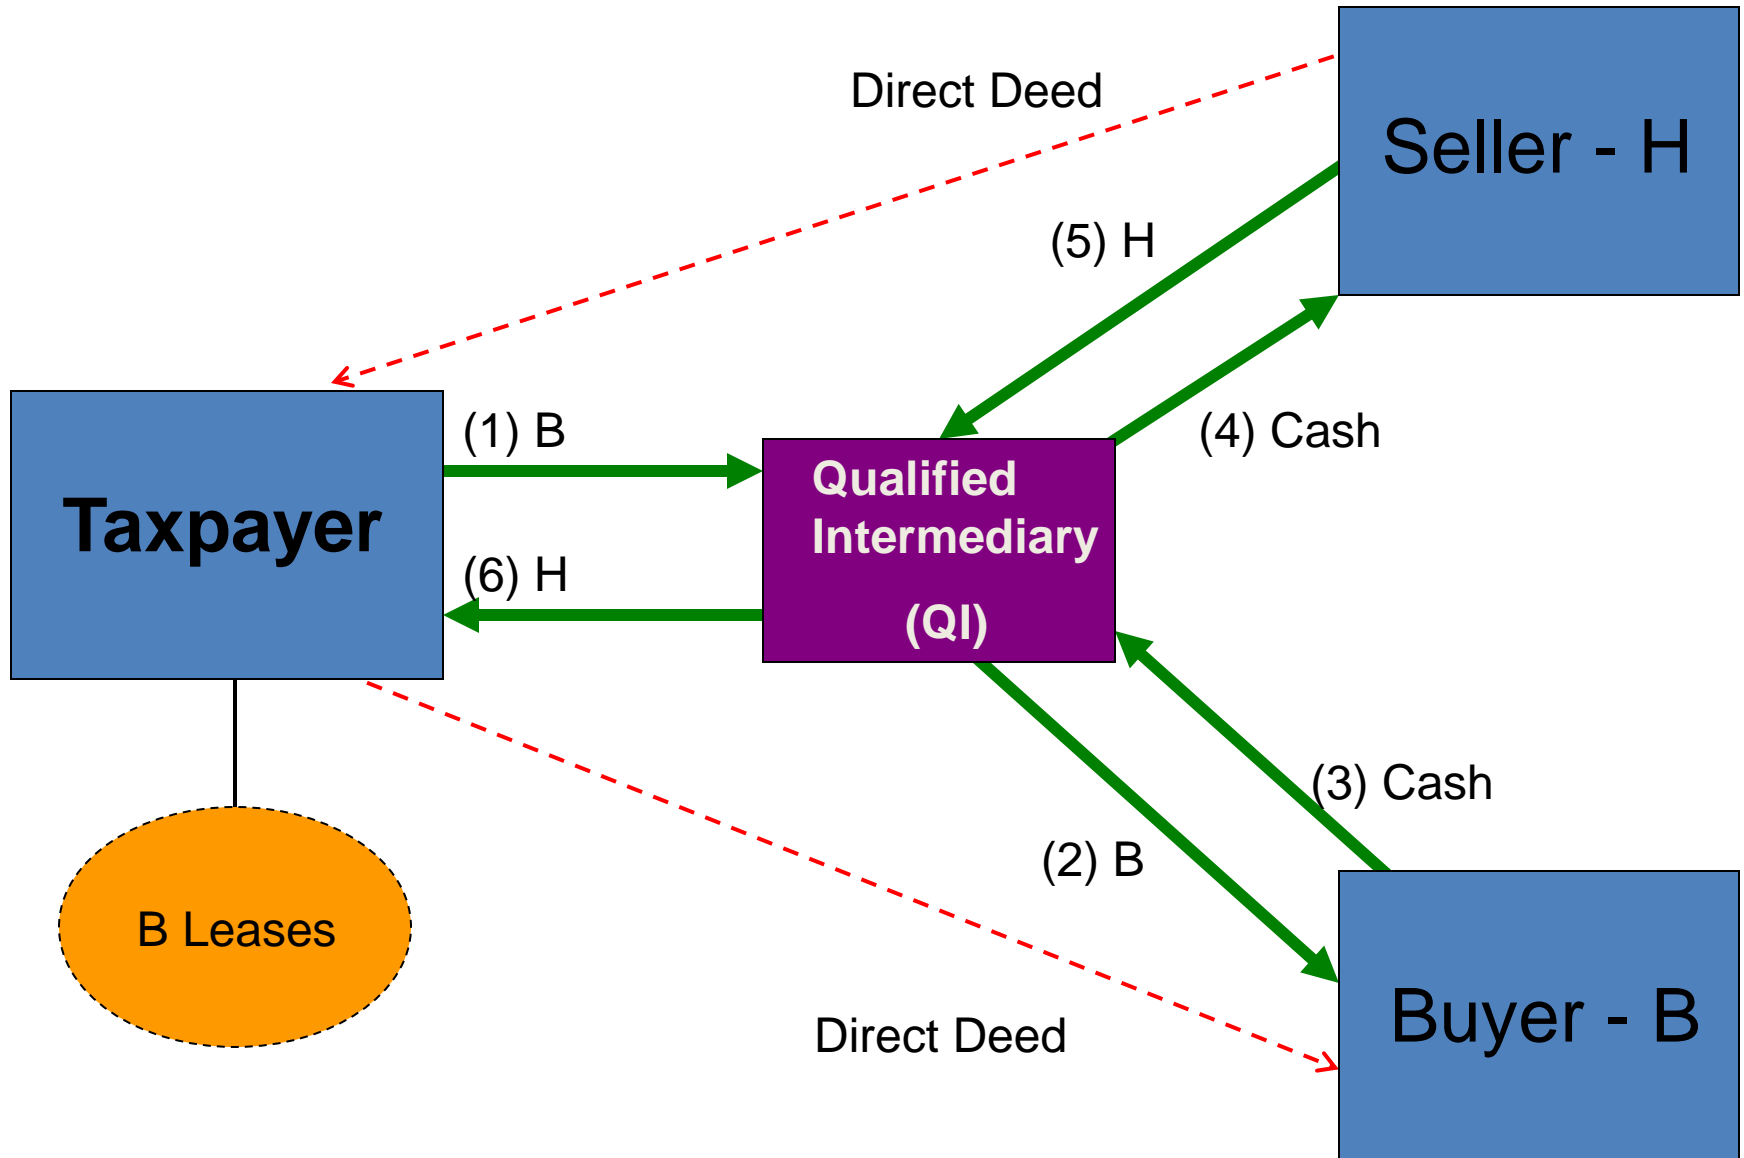 Direct Deed
Seller - H
(5) H
(1) B
(4) Cash
Taxpayer
Qualified
Intermediary
(QI)
(6) H
(3) Cash
(2) B
B Leases
Buyer - B
Direct Deed